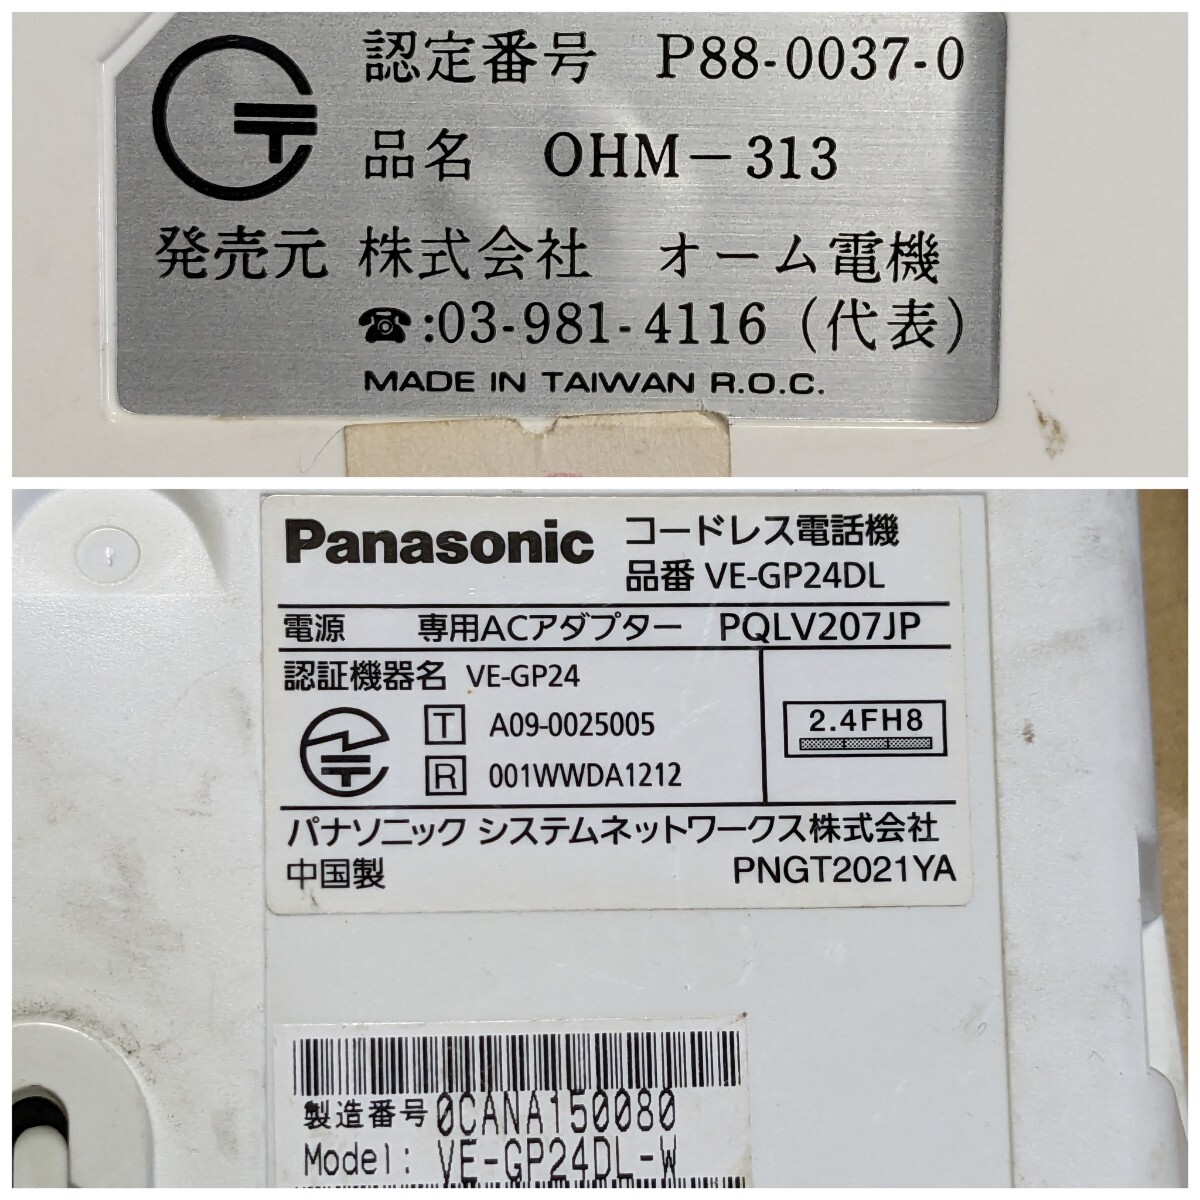 認定番号 P88-0037-0
品名 OHM-313
発売元 株式会社 オーム電機
☎:03-981-4116 (代表)
MADE IN TAIWAN R.O.C.
Panasonic コードレス電話機
品番 VE-GP24DL
電源 専用ACアダプター PQLV207JP
認証機器名 VE-GP24
T A09-0025005
R 001WWDA1212
2.4FH8
パナソニック システムネットワークス株式会社
中国製 PNGT2021YA
製造番号 0CANA150080
Model: VE-GP24DL-W